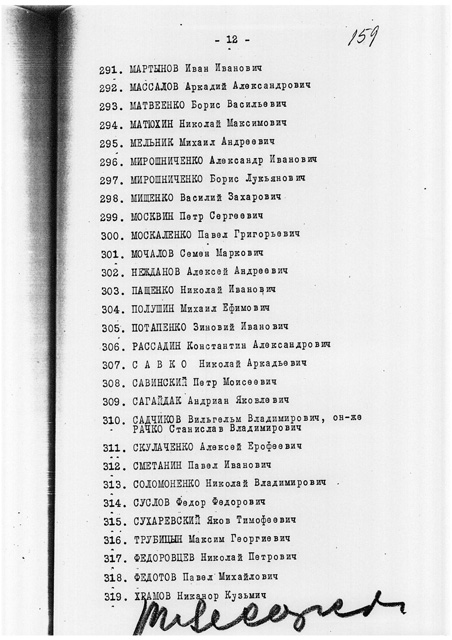 - 12 -
159
291. МАРТЫНОВ Иван Иванович
292. МАССАЛОВ Аркадий Александрович
293. МАТВЕЕНКО Борис Васильевич
294. МАТЮХИН Николай Максимович
295. МЕЛЬНИК Михаил Андреевич
296. МИРОШНИЧЕНКО Александр Иванович
297. МИРОШНИЧЕНКО Борис Лукьянович
298. МИЩЕНКО Василий Захарович
299. МОСКВИН Петр Сергеевич
300. МОСКАЛЕНКО Павел Григорьевич
301. МОЧАЛОВ Семен Маркович
302. НЕЖДАНОВ Алексей Андреевич
303. ПАЩЕНКО Николай Иванович
304. ПОЛУШИН Михаил Ефимович
305. ПОТАПЕНКО Зиновий Иванович
306. РАССАДИН Константин Александрович
307. С А В К О Николай Аркадьевич
308. САВИНСКИЙ Петр Моисеевич
309. САГАЙДАК Андриан Яковлевич
310. САДЧИКОВ Вильгельм Владимирович, он-же
РАЧКО Станислав Владимирович
311. СКУЛАЧЕНКО Алексей Ерофеевич
312. СМЕТАНИН Павел Иванович
313. СОЛОМОНЕНКО Николай Владимирович
314. СУСЛОВ Федор Федорович
315. СУХАРЕВСКИЙ Яков Тимофеевич
316. ТРУБИЦЫН Максим Георгиевич
317. ФЕДОРОВЦЕВ Николай Петрович
318. ФЕДОТОВ Павел Михайлович
319. ХРАМОВ Никанор Кузьмич